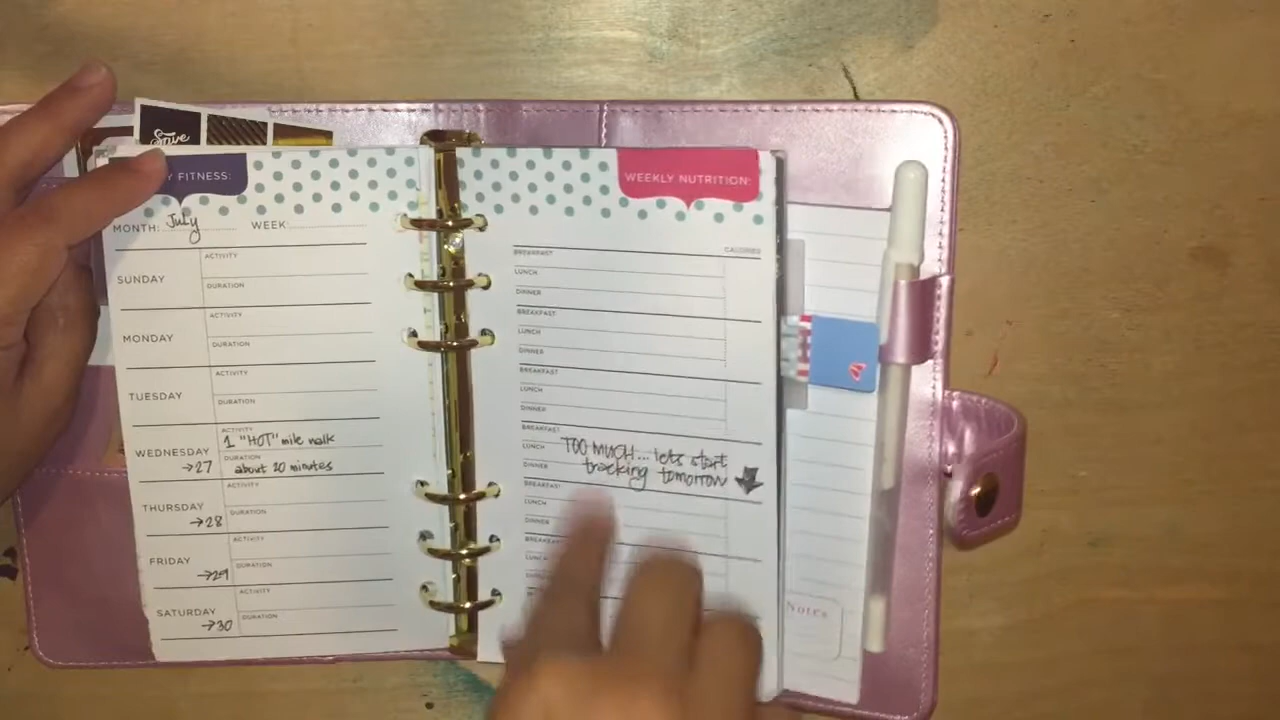 Save
Y FITNESS:
MONTH: July WEEK:
SUNDAY
ACTIVITY
DURATION
MONDAY
ACTIVITY
DURATION
TUESDAY
ACTIVITY
DURATION
WEDNESDAY
→27
ACTIVITY
1 "HOT" mile walk
DURATION
about 20 minutes
THURSDAY
→28
ACTIVITY
DURATION
FRIDAY
→29
ACTIVITY
DURATION
SATURDAY
→30
ACTIVITY
DURATION
WEEKLY NUTRITION:
CALORIES
BREAKFAST
LUNCH
DINNER
BREAKFAST
LUNCH
DINNER
BREAKFAST
LUNCH
DINNER
BREAKFAST
LUNCH
DINNER
TOO MUCH... lets start
tracking tomorrow
BREAKFAST
LUNCH
DINNER
BREAKFAST
LUNCH
Notes